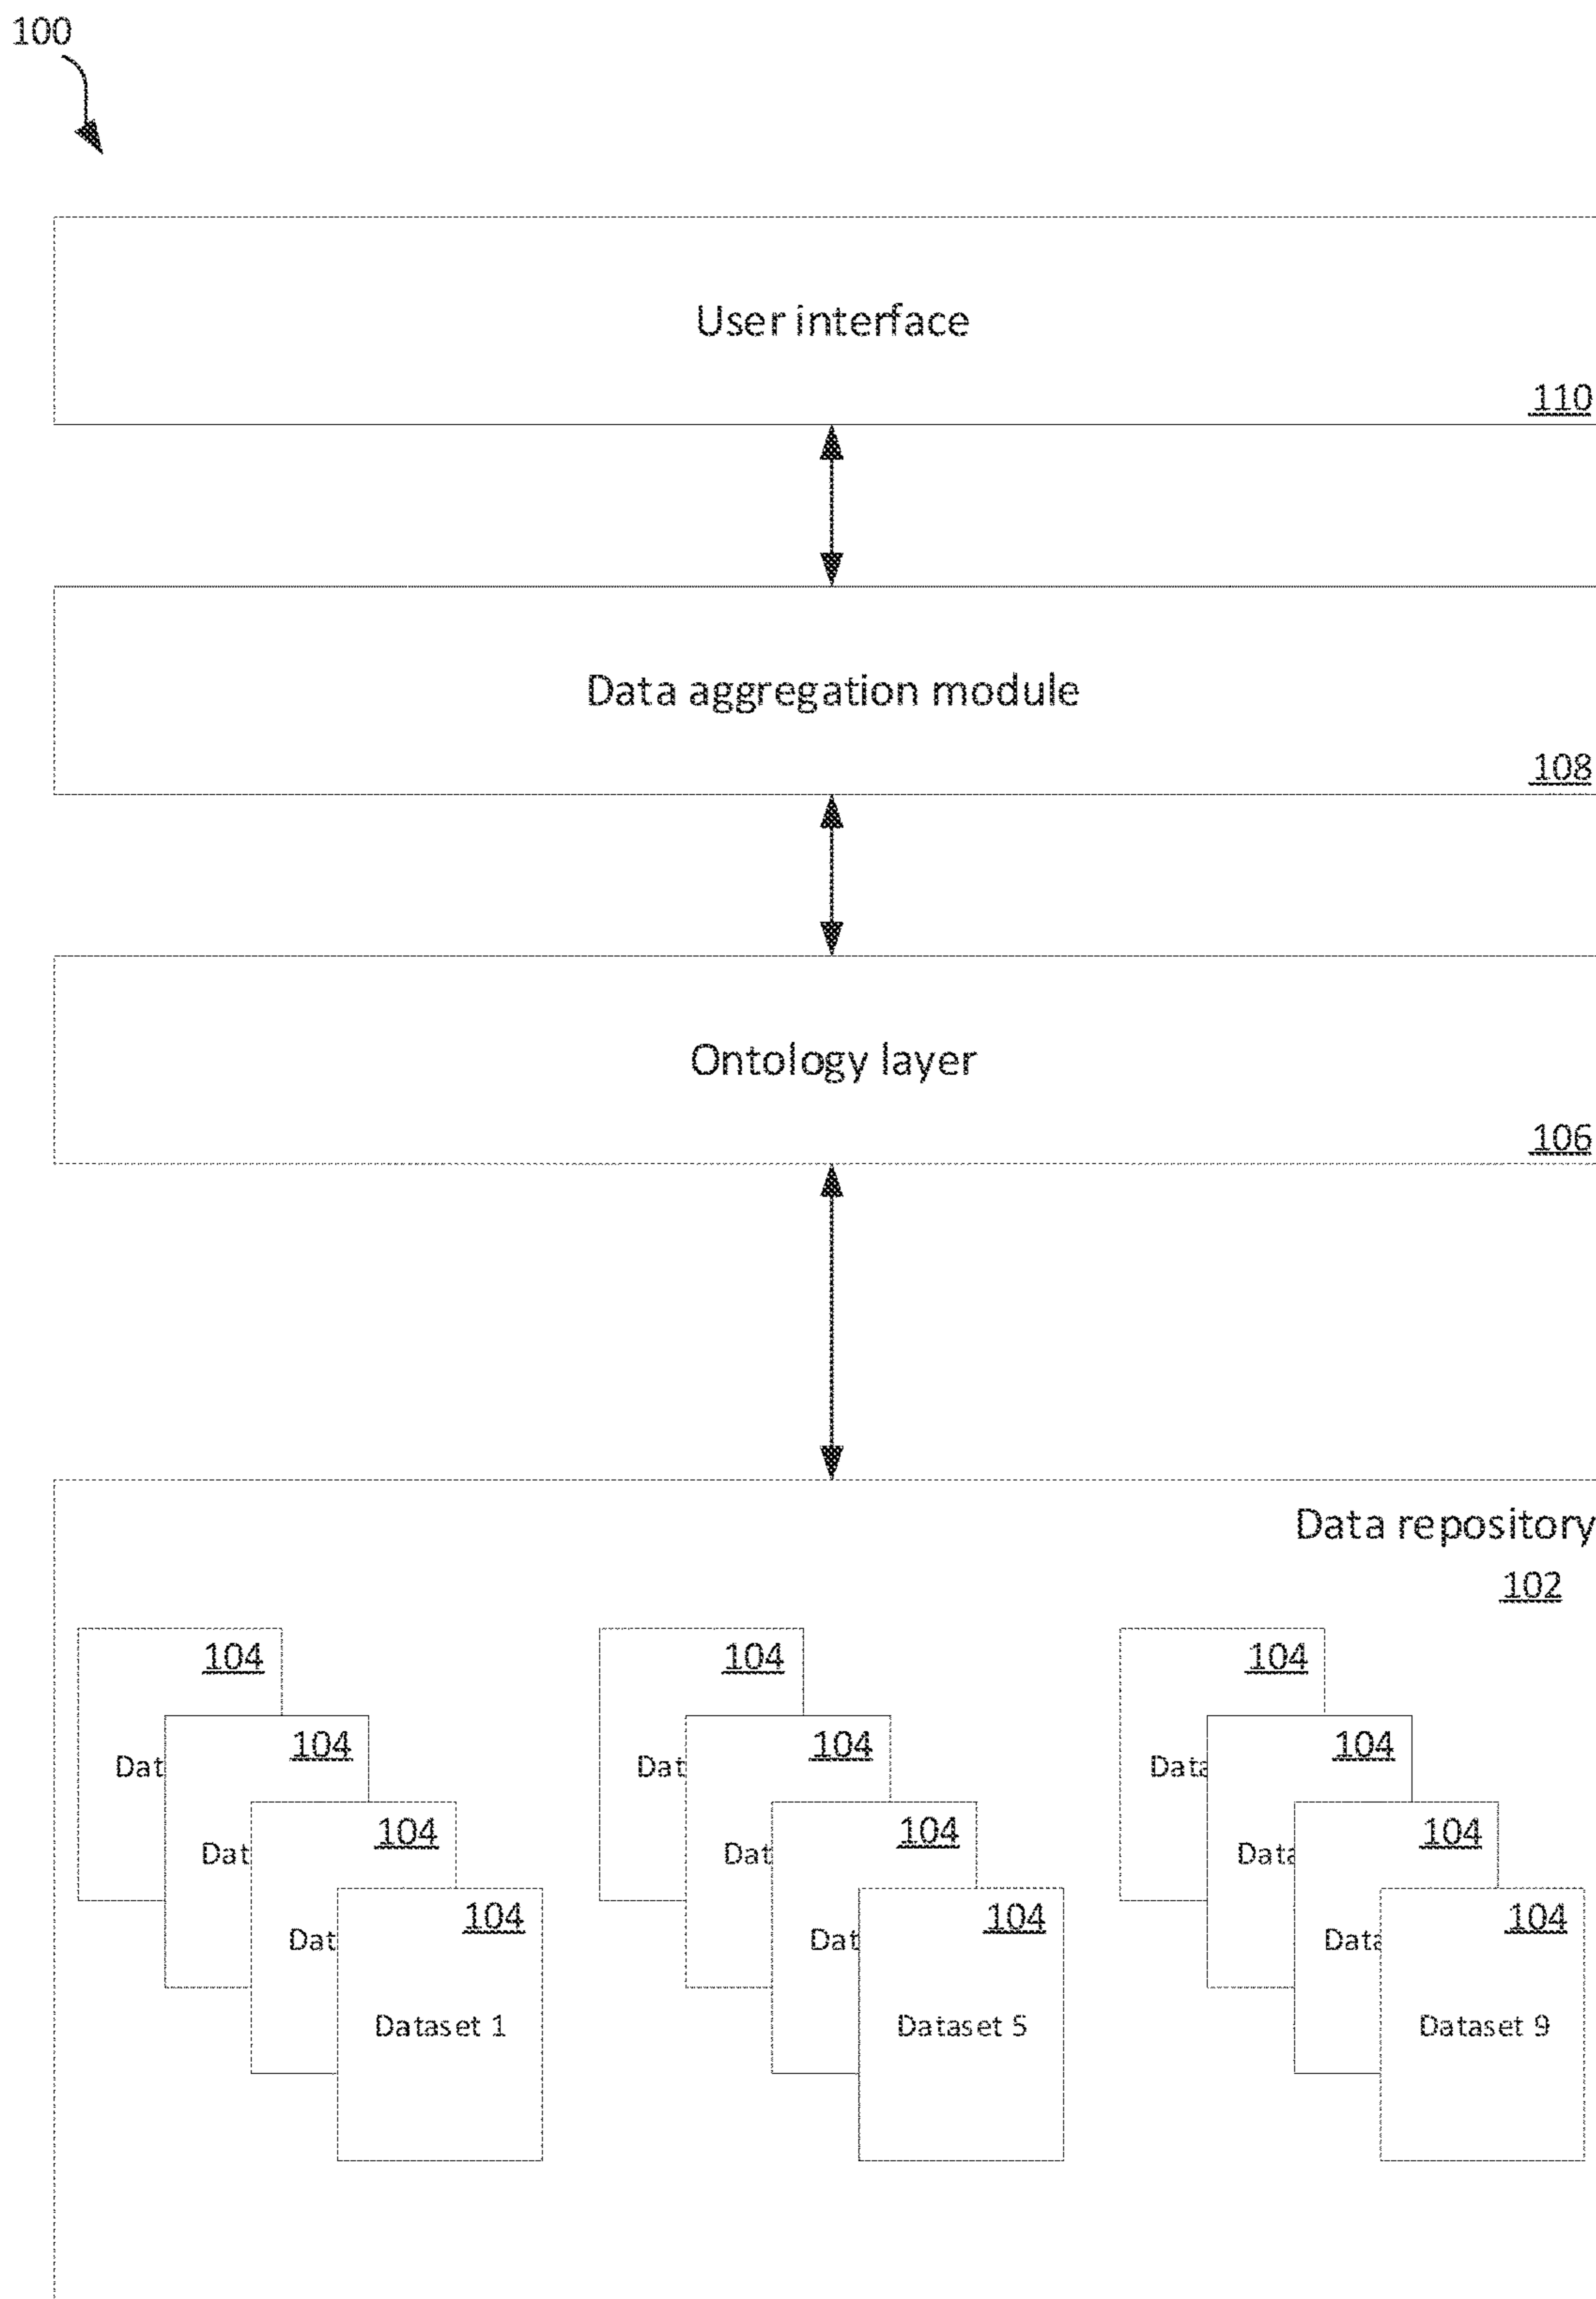 100
User interface
110
Data aggregation module
108
Ontology layer
106
Data repository
102
104
104
104
104
104
104
104
104
104
104
104
104
Dataset 1
Dataset 5
Dataset 9